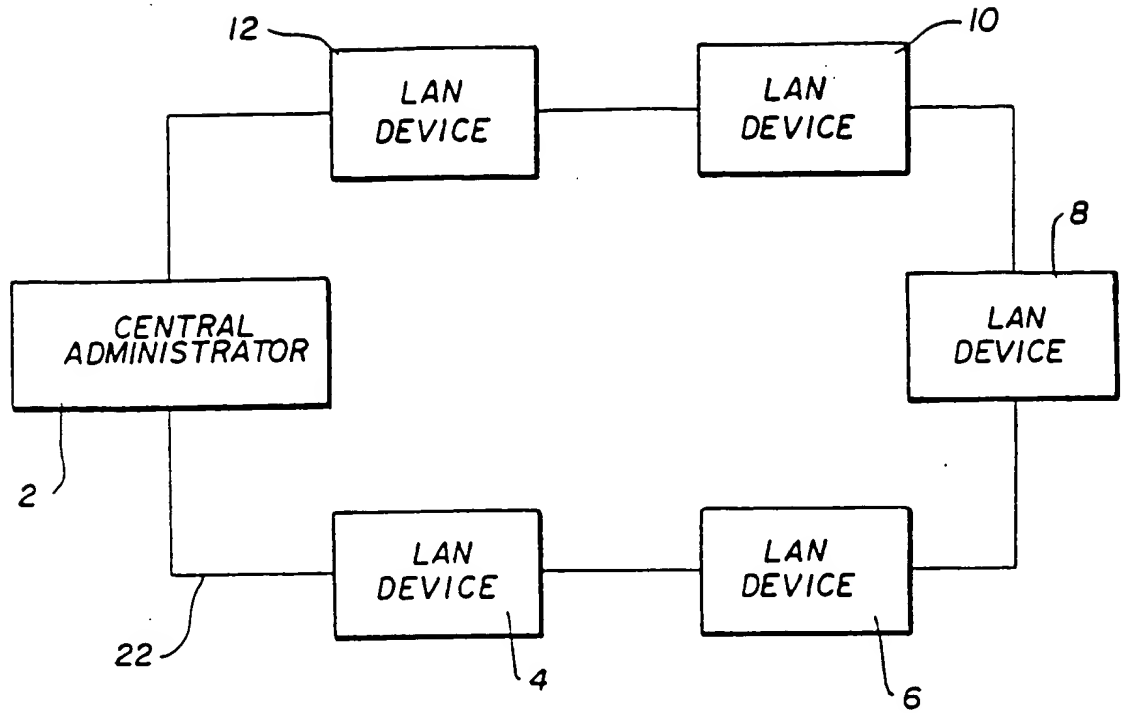 12
LAN
DEVICE
10
LAN
DEVICE
8
LAN
DEVICE
CENTRAL
ADMINISTRATOR
2
22
LAN
DEVICE
4
LAN
DEVICE
6